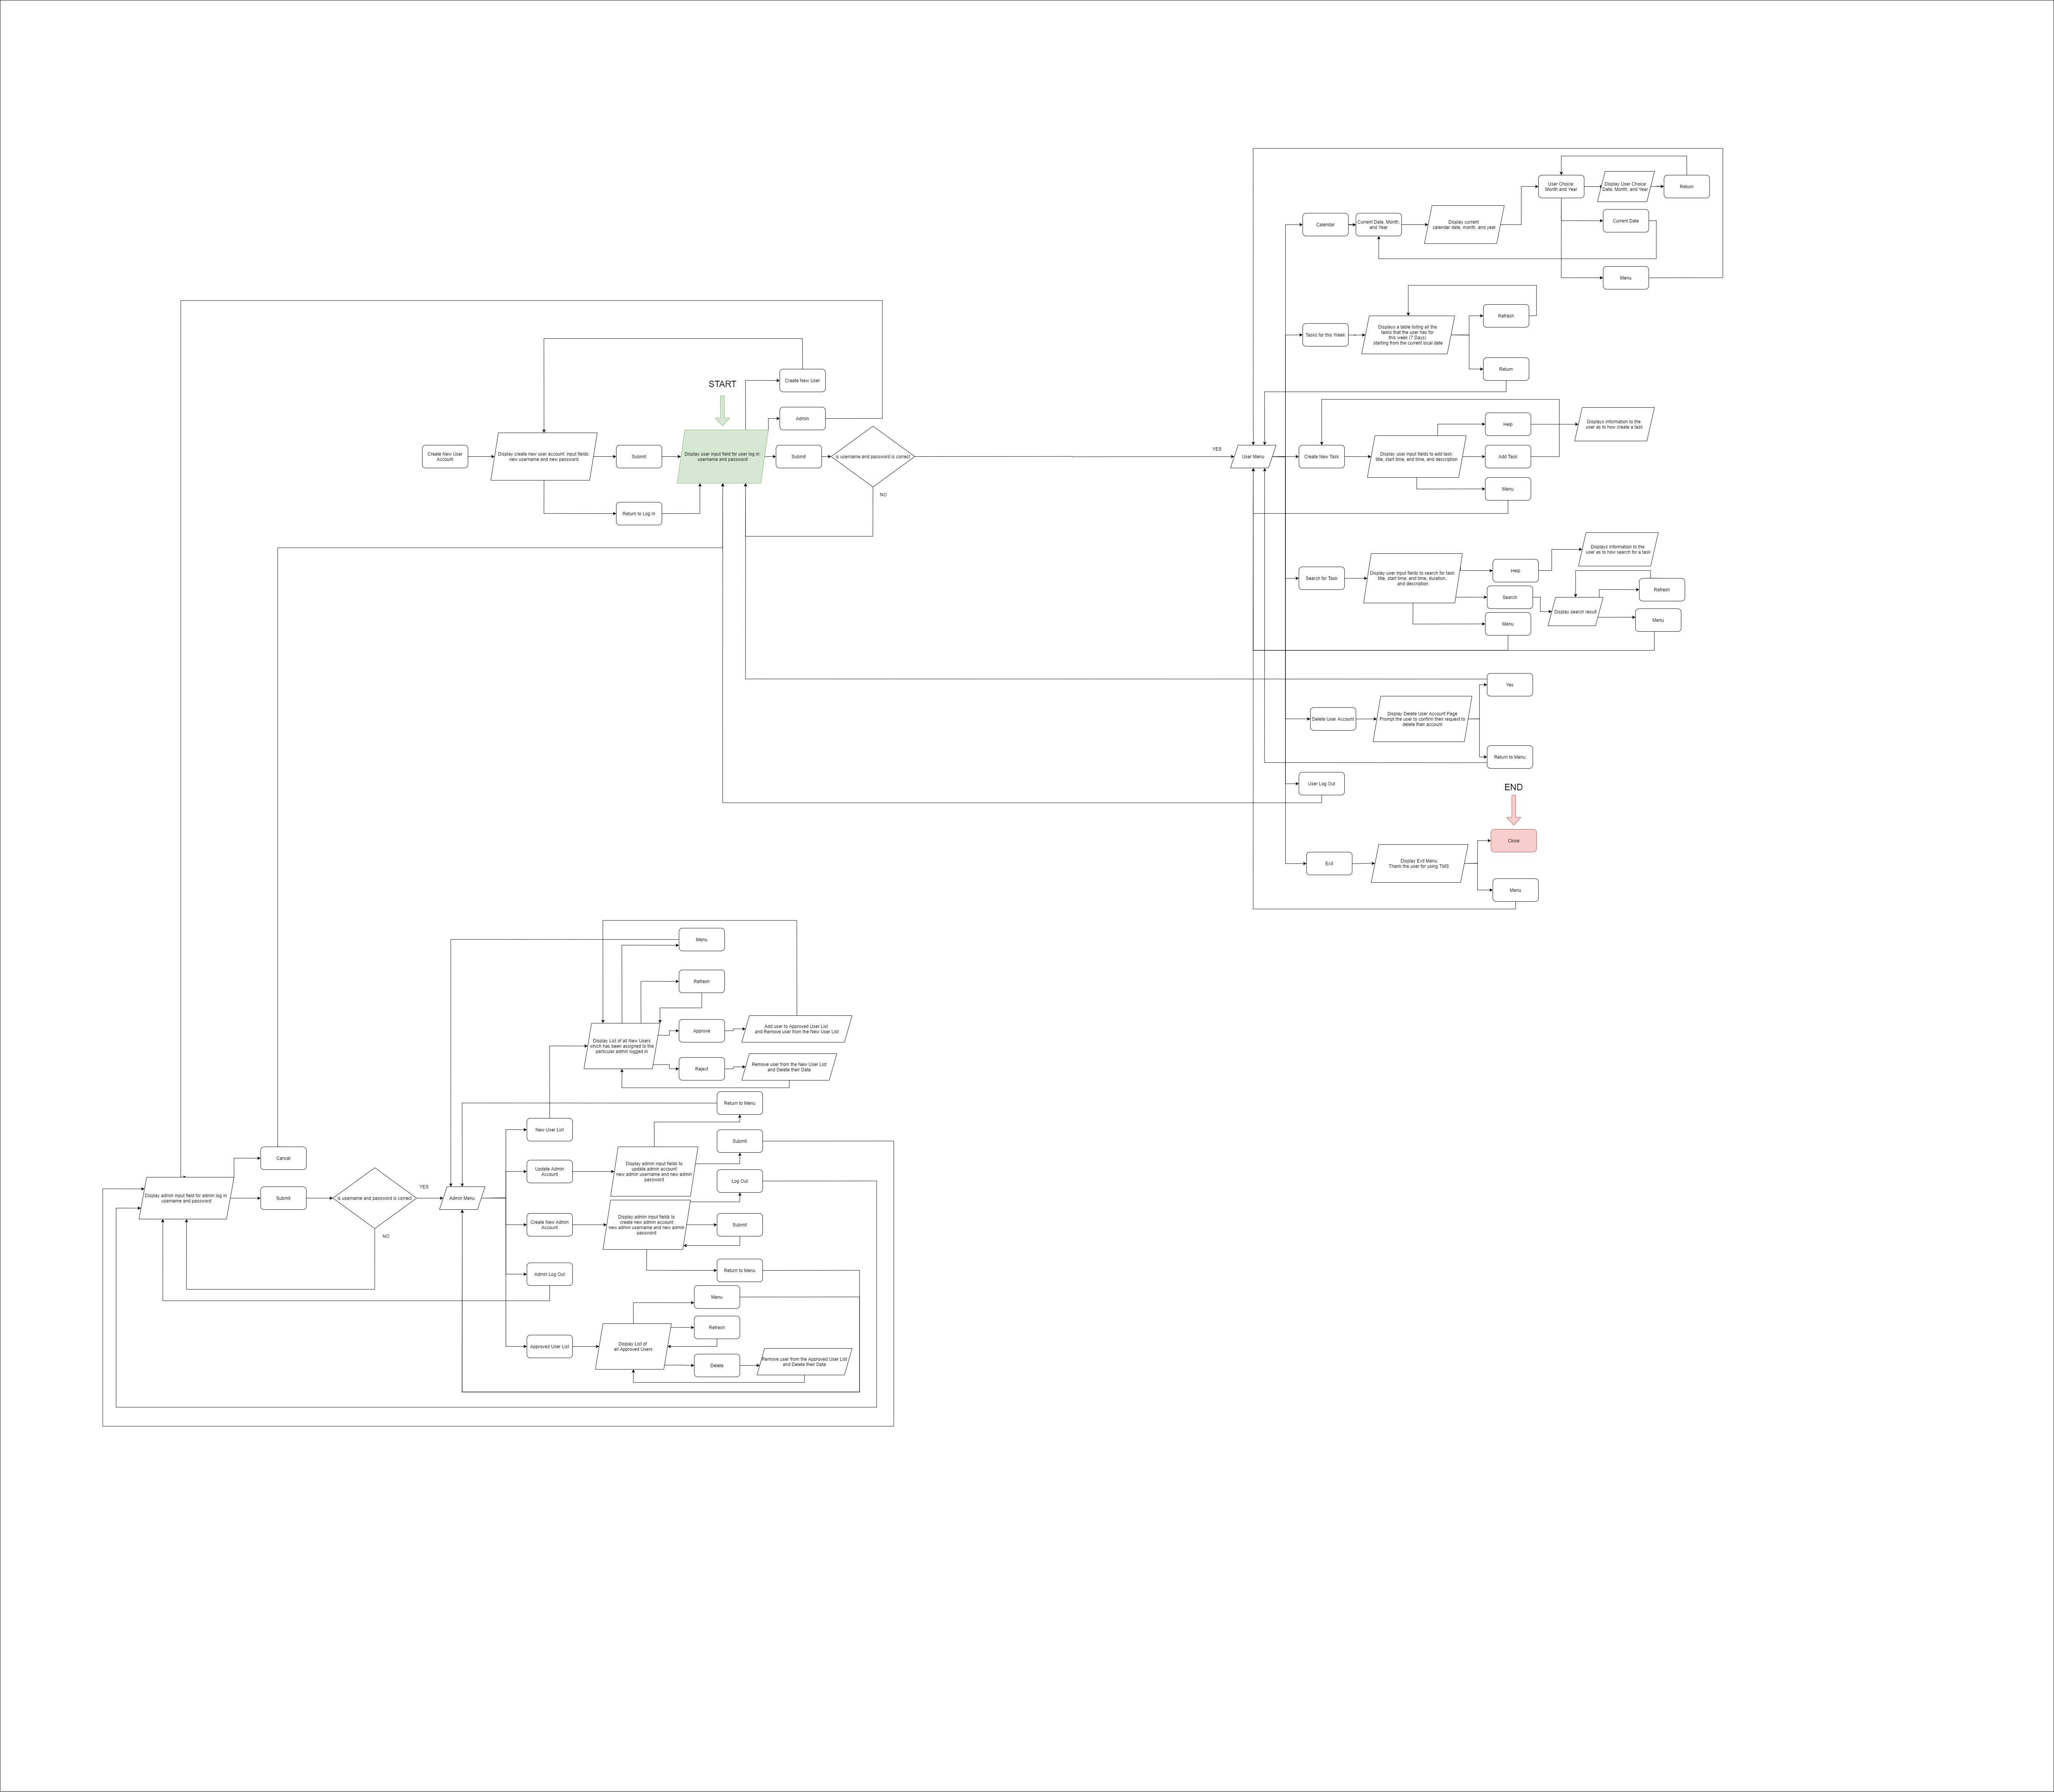 User Choice:
Month and Year
Display User Choice:
Date, Month, and Year
Return
Calendar
Current Date, Month,
and Year
Display current
calendar date, month, and year
Current Date
Menu
Displays a table listing all the
tasks that the user has for
this week (7 Days)
starting from the current local date
Tasks for this Week
Refresh
Return
START
Create New User
Admin
Create New User
Account
Display create new user account input fields:
new username and new password
Submit
Display user input field for user log in
username and password
Submit
is username and password is correct
YES
NO
Return to Log In
User Menu
Create New Task
Display user input fields to add task:
title, start time, end time, and description
Help
Displays information to the
user as to how create a task
Add Task
Menu
Search for Task
Display user input fields to search for task:
title, start time, end time, duration,
and description
Help
Displays information to the
user as to how search for a task
Search
Display search result
Refresh
Menu
Menu
Delete User Account
Display Delete User Account Page
Prompt the user to confirm their request to
delete their account
Yes
Return to Menu
User Log Out
END
Close
Exit
Display Exit Menu.
Thank the user for using TMS
Menu
Menu
Refresh
Display List of all New Users
which has been assigned to the
particular admin logged in
Approve
Add user to Approved User List
and Remove user from the New User List
Reject
Remove user from the New User List
and Delete their Data
Return to Menu
New User List
Submit
Cancel
Update Admin
Account
Display admin input fields to
update admin account:
new admin username and new admin
password
Log Out
Display admin input field for admin log in
username and password
Submit
is username and password is correct
YES
NO
Admin Menu
Create New Admin
Account
Display admin input fields to
create new admin account:
new admin username and new admin
password
Submit
Admin Log Out
Return to Menu
Menu
Refresh
Approved User List
Display List of
all Approved Users
Delete
Remove user from the Approved User List
and Delete their Data